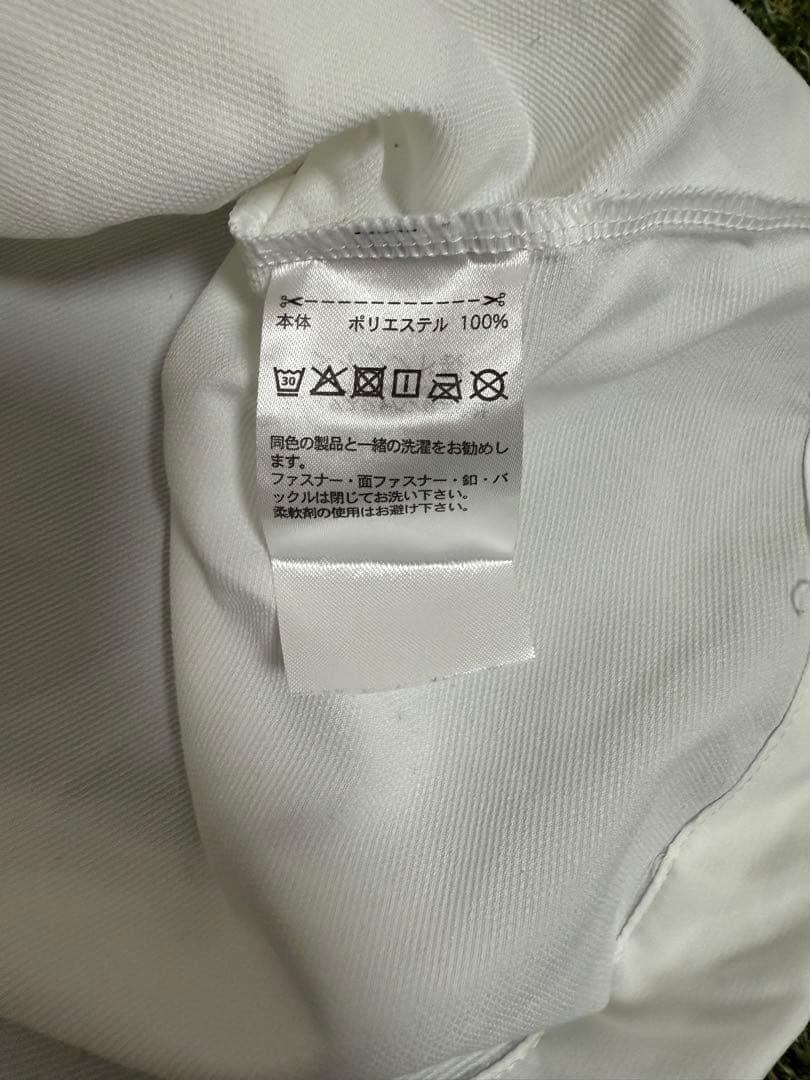 本体 ポリエステル 100%
30
同色の製品と一緒の洗濯をお勧めし
ます。
ファスナー・面ファスナー・釦・バ
ックルは閉じてお洗い下さい。
柔軟剤の使用はお避け下さい。